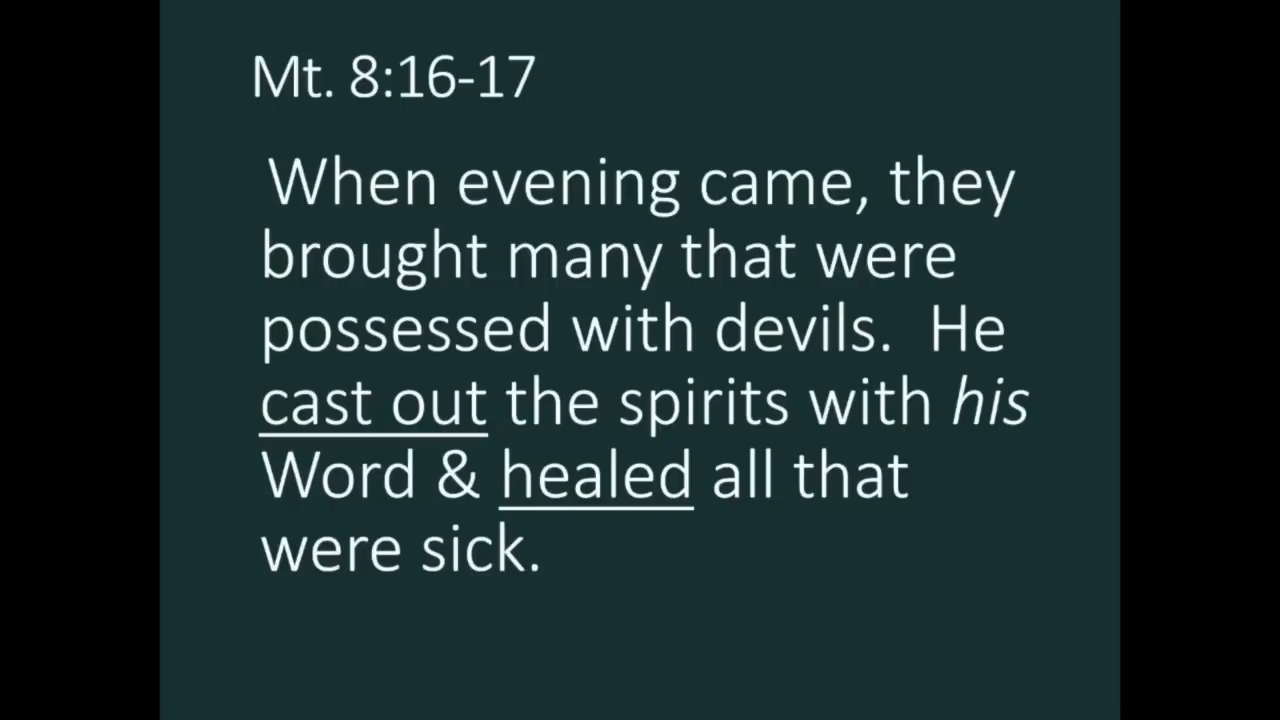 Mt. 8:16-17
When evening came, they
brought many that were
possessed with devils.  He
cast out the spirits with his
Word & healed all that
were sick.